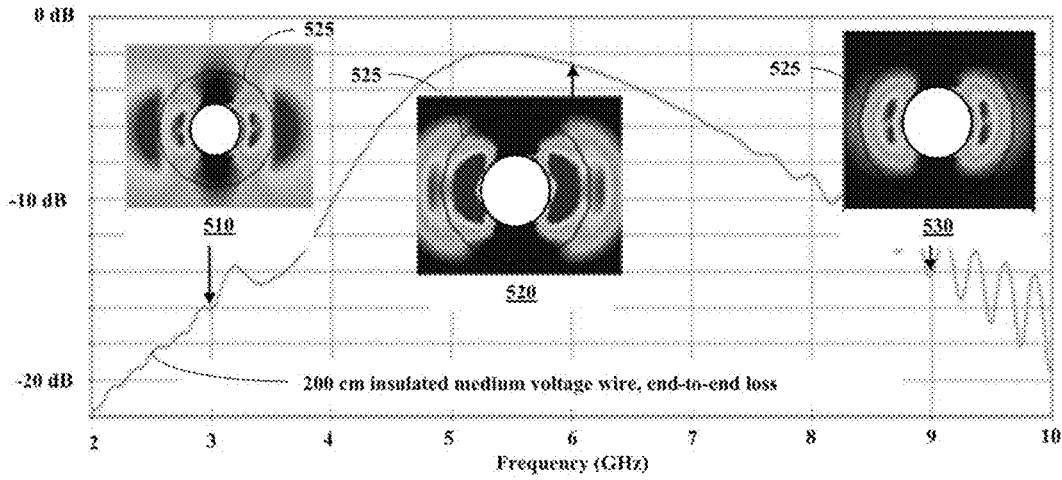 0 dB
525
525
525
-10 dB
510
520
530
-20 dB
200 cm insulated medium voltage wire, end-to-end loss
2 3 4 5 6 7 8 9 10
Frequency (GHz)